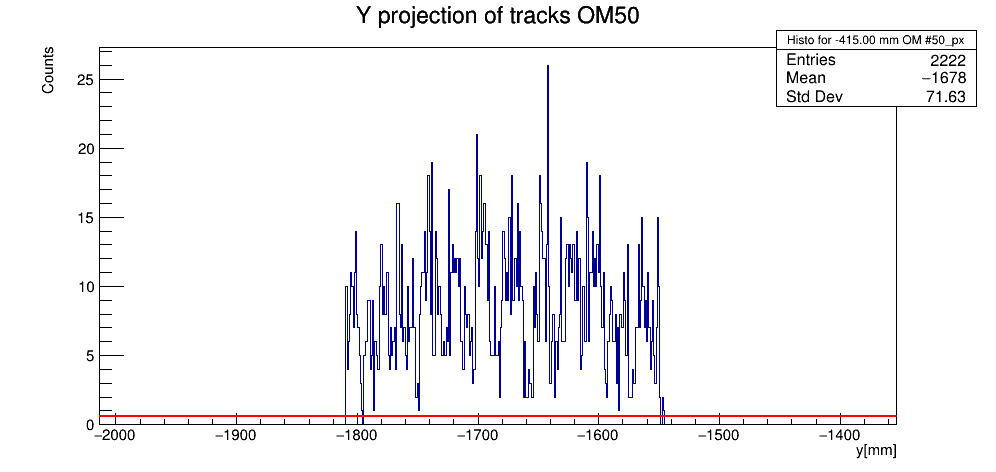 Y projection of tracks OM50
Histo for -415.00 mm OM #50_px
Entries 2222
Mean −1678
Std Dev 71.63
Counts
25
20
15
10
5
0
−2000 −1900 −1800 −1700 −1600 −1500 −1400
y[mm]